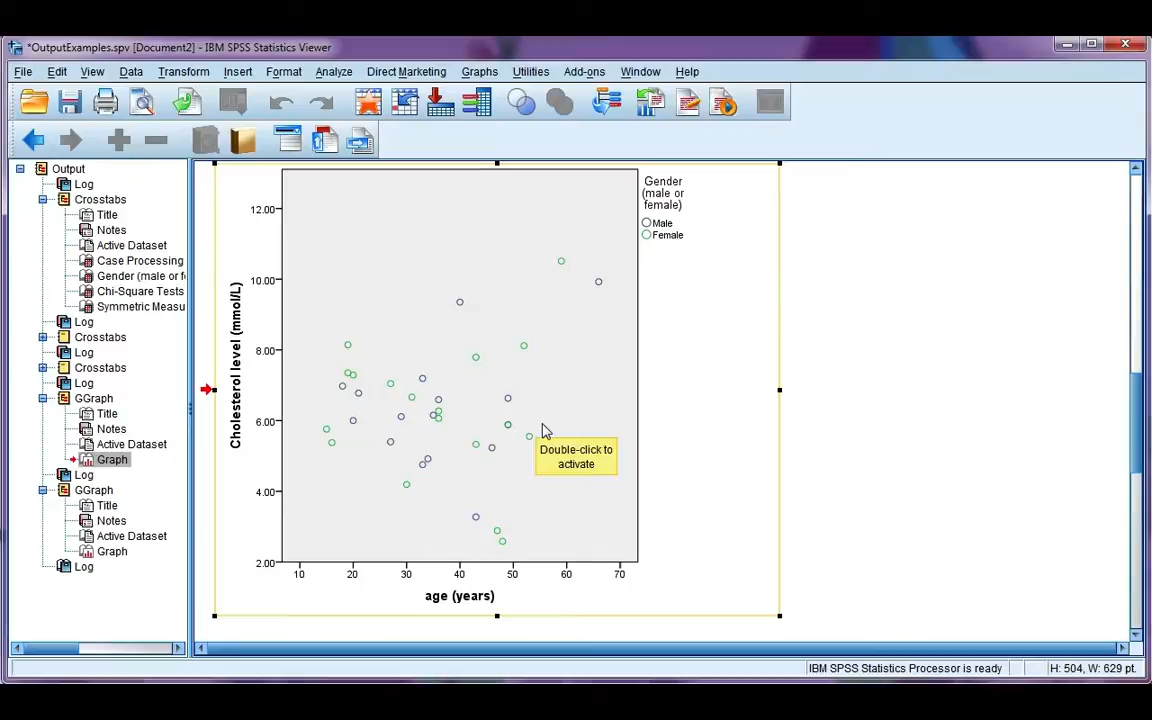 *OutputExamples.spv [Document2] - IBM SPSS Statistics Viewer
File Edit View Data Transform Insert Format Analyze Direct Marketing Graphs Utilities Add-ons Window Help
Output
Log
Crosstabs
Title
Notes
Active Dataset
Case Processing
Gender (male or f
Chi-Square Tests
Symmetric Measu
Log
Crosstabs
Log
Crosstabs
Log
GGraph
Title
Notes
Active Dataset
Graph
Log
GGraph
Title
Notes
Active Dataset
Graph
Log
Cholesterol level (mmol/L)
12.00
10.00
8.00
6.00
4.00
2.00
10 20 30 40 50 60 70
age (years)
Gender
(male or
female)
Male
Female
Double-click to
activate
IBM SPSS Statistics Processor is ready H: 504, W: 629 pt.